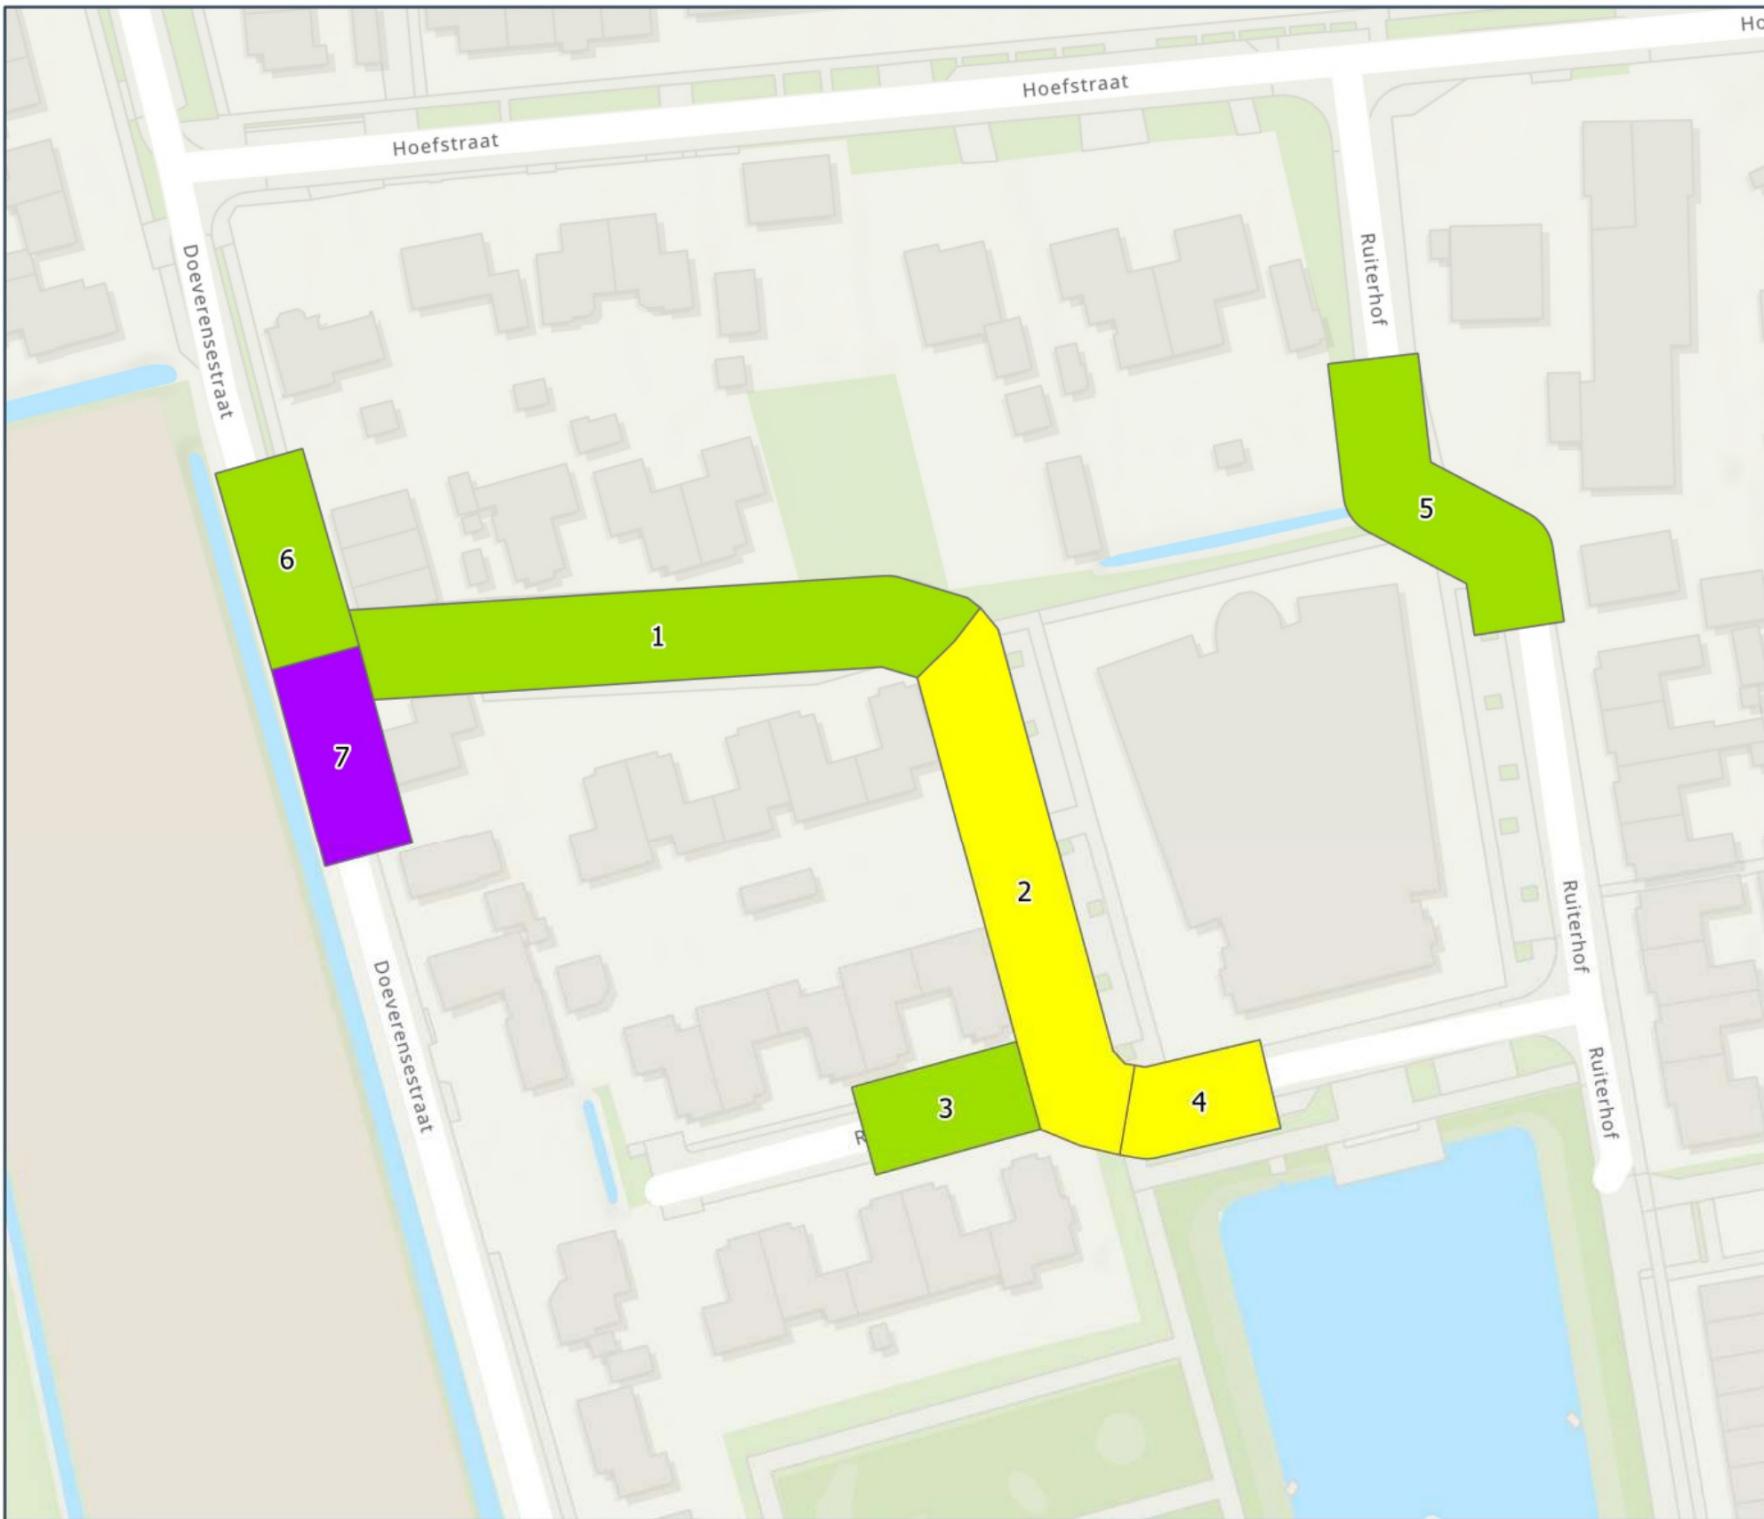 Ho
Hoefstraat
Hoefstraat
Doeverensestraat
Ruiterhof
6
5
1
7
2
Ruiterhof
Doeverensestraat
R
3
4
Ruiterhof